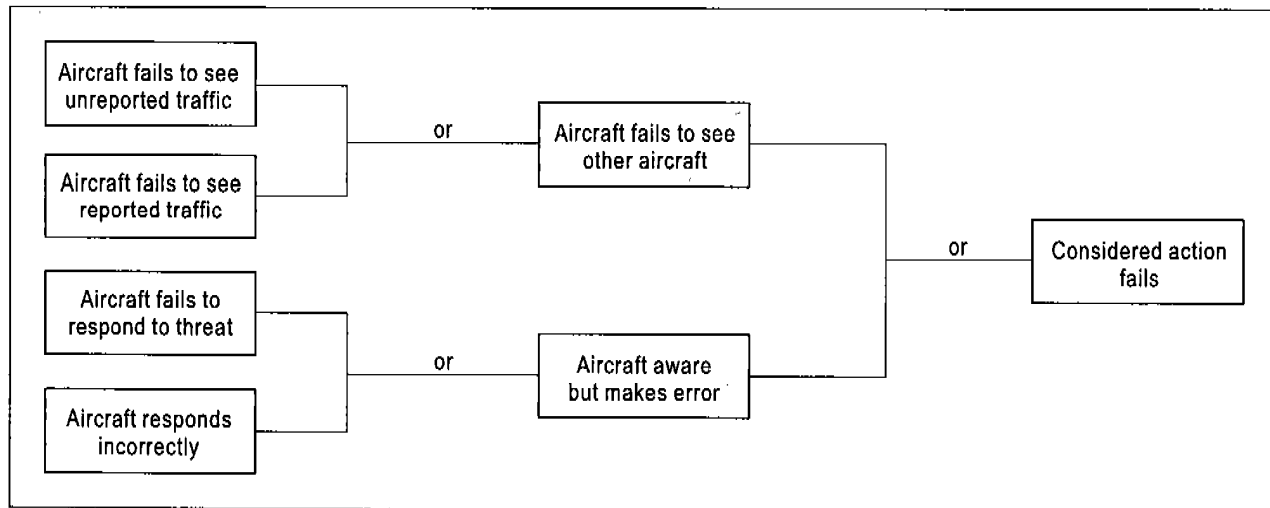 Aircraft fails to see
unreported traffic
Aircraft fails to see
reported traffic
or
Aircraft fails to see
other aircraft
Aircraft fails to
respond to threat
Aircraft responds
incorrectly
or
Aircraft aware
but makes error
or
Considered action
fails